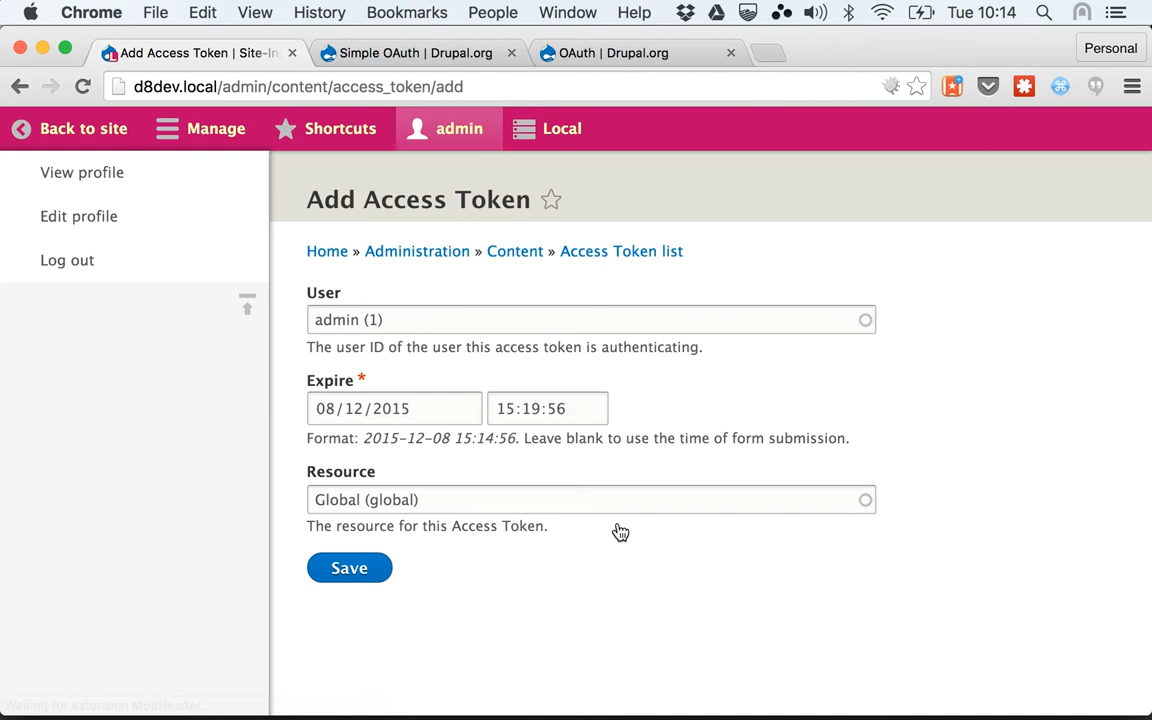 Chrome File Edit View History Bookmarks People Window Help Tue 10:14
Add Access Token | Site-In Simple OAuth | Drupal.org OAuth | Drupal.org Personal
d8dev.local/admin/content/access_token/add
Back to site Manage Shortcuts admin Local
View profile
Edit profile
Log out
Add Access Token
Home » Administration » Content » Access Token list
User
admin (1)
The user ID of the user this access token is authenticating.
Expire *
08/12/2015 15:19:56
Format: 2015-12-08 15:14:56. Leave blank to use the time of form submission.
Resource
Global (global)
The resource for this Access Token.
Save
Waiting for extension ModHeader...